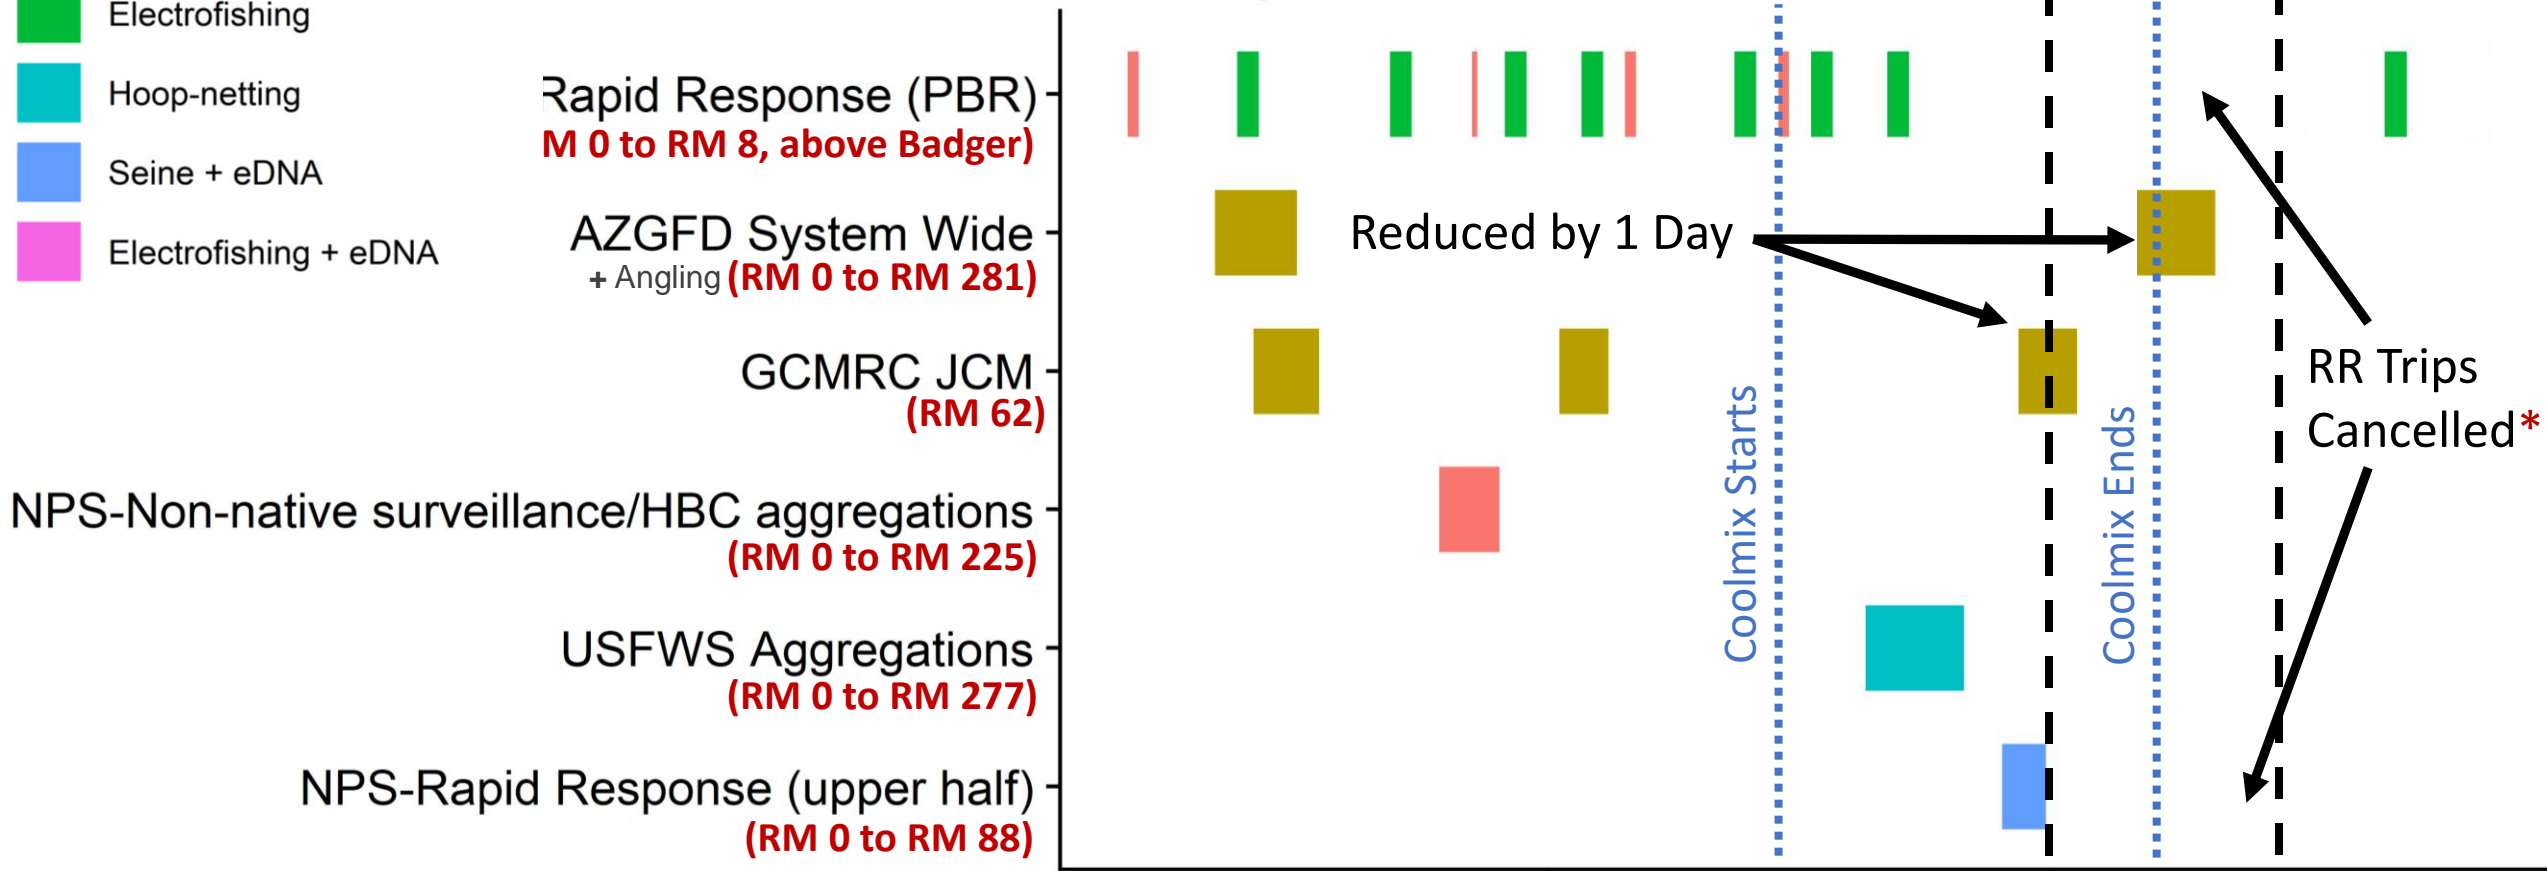 Electrofishing
Hoop-netting
Seine + eDNA
Electrofishing + eDNA
Rapid Response (PBR)
M 0 to RM 8, above Badger)
AZGFD System Wide
+ Angling (RM 0 to RM 281)
GCMRC JCM
(RM 62)
NPS-Non-native surveillance/HBC aggregations
(RM 0 to RM 225)
USFWS Aggregations
(RM 0 to RM 277)
NPS-Rapid Response (upper half)
(RM 0 to RM 88)
Reduced by 1 Day
Coolmix Starts
Coolmix Ends
RR Trips
Cancelled*